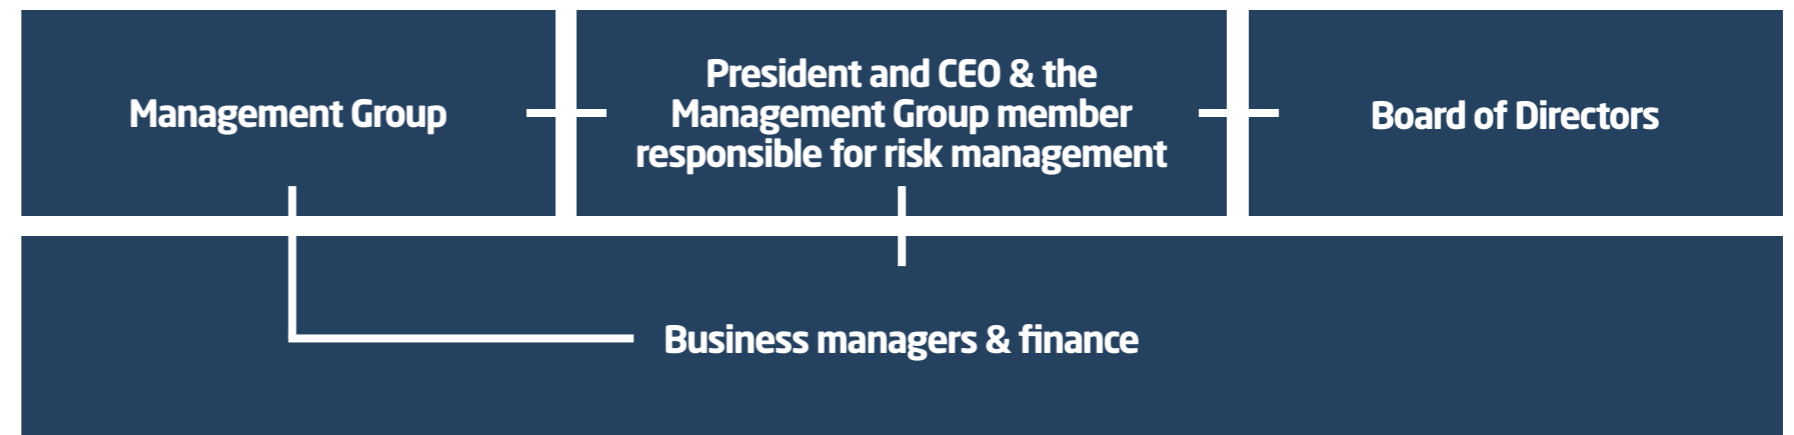 Management Group
President and CEO & the
Management Group member
responsible for risk management
Board of Directors
Business managers & finance